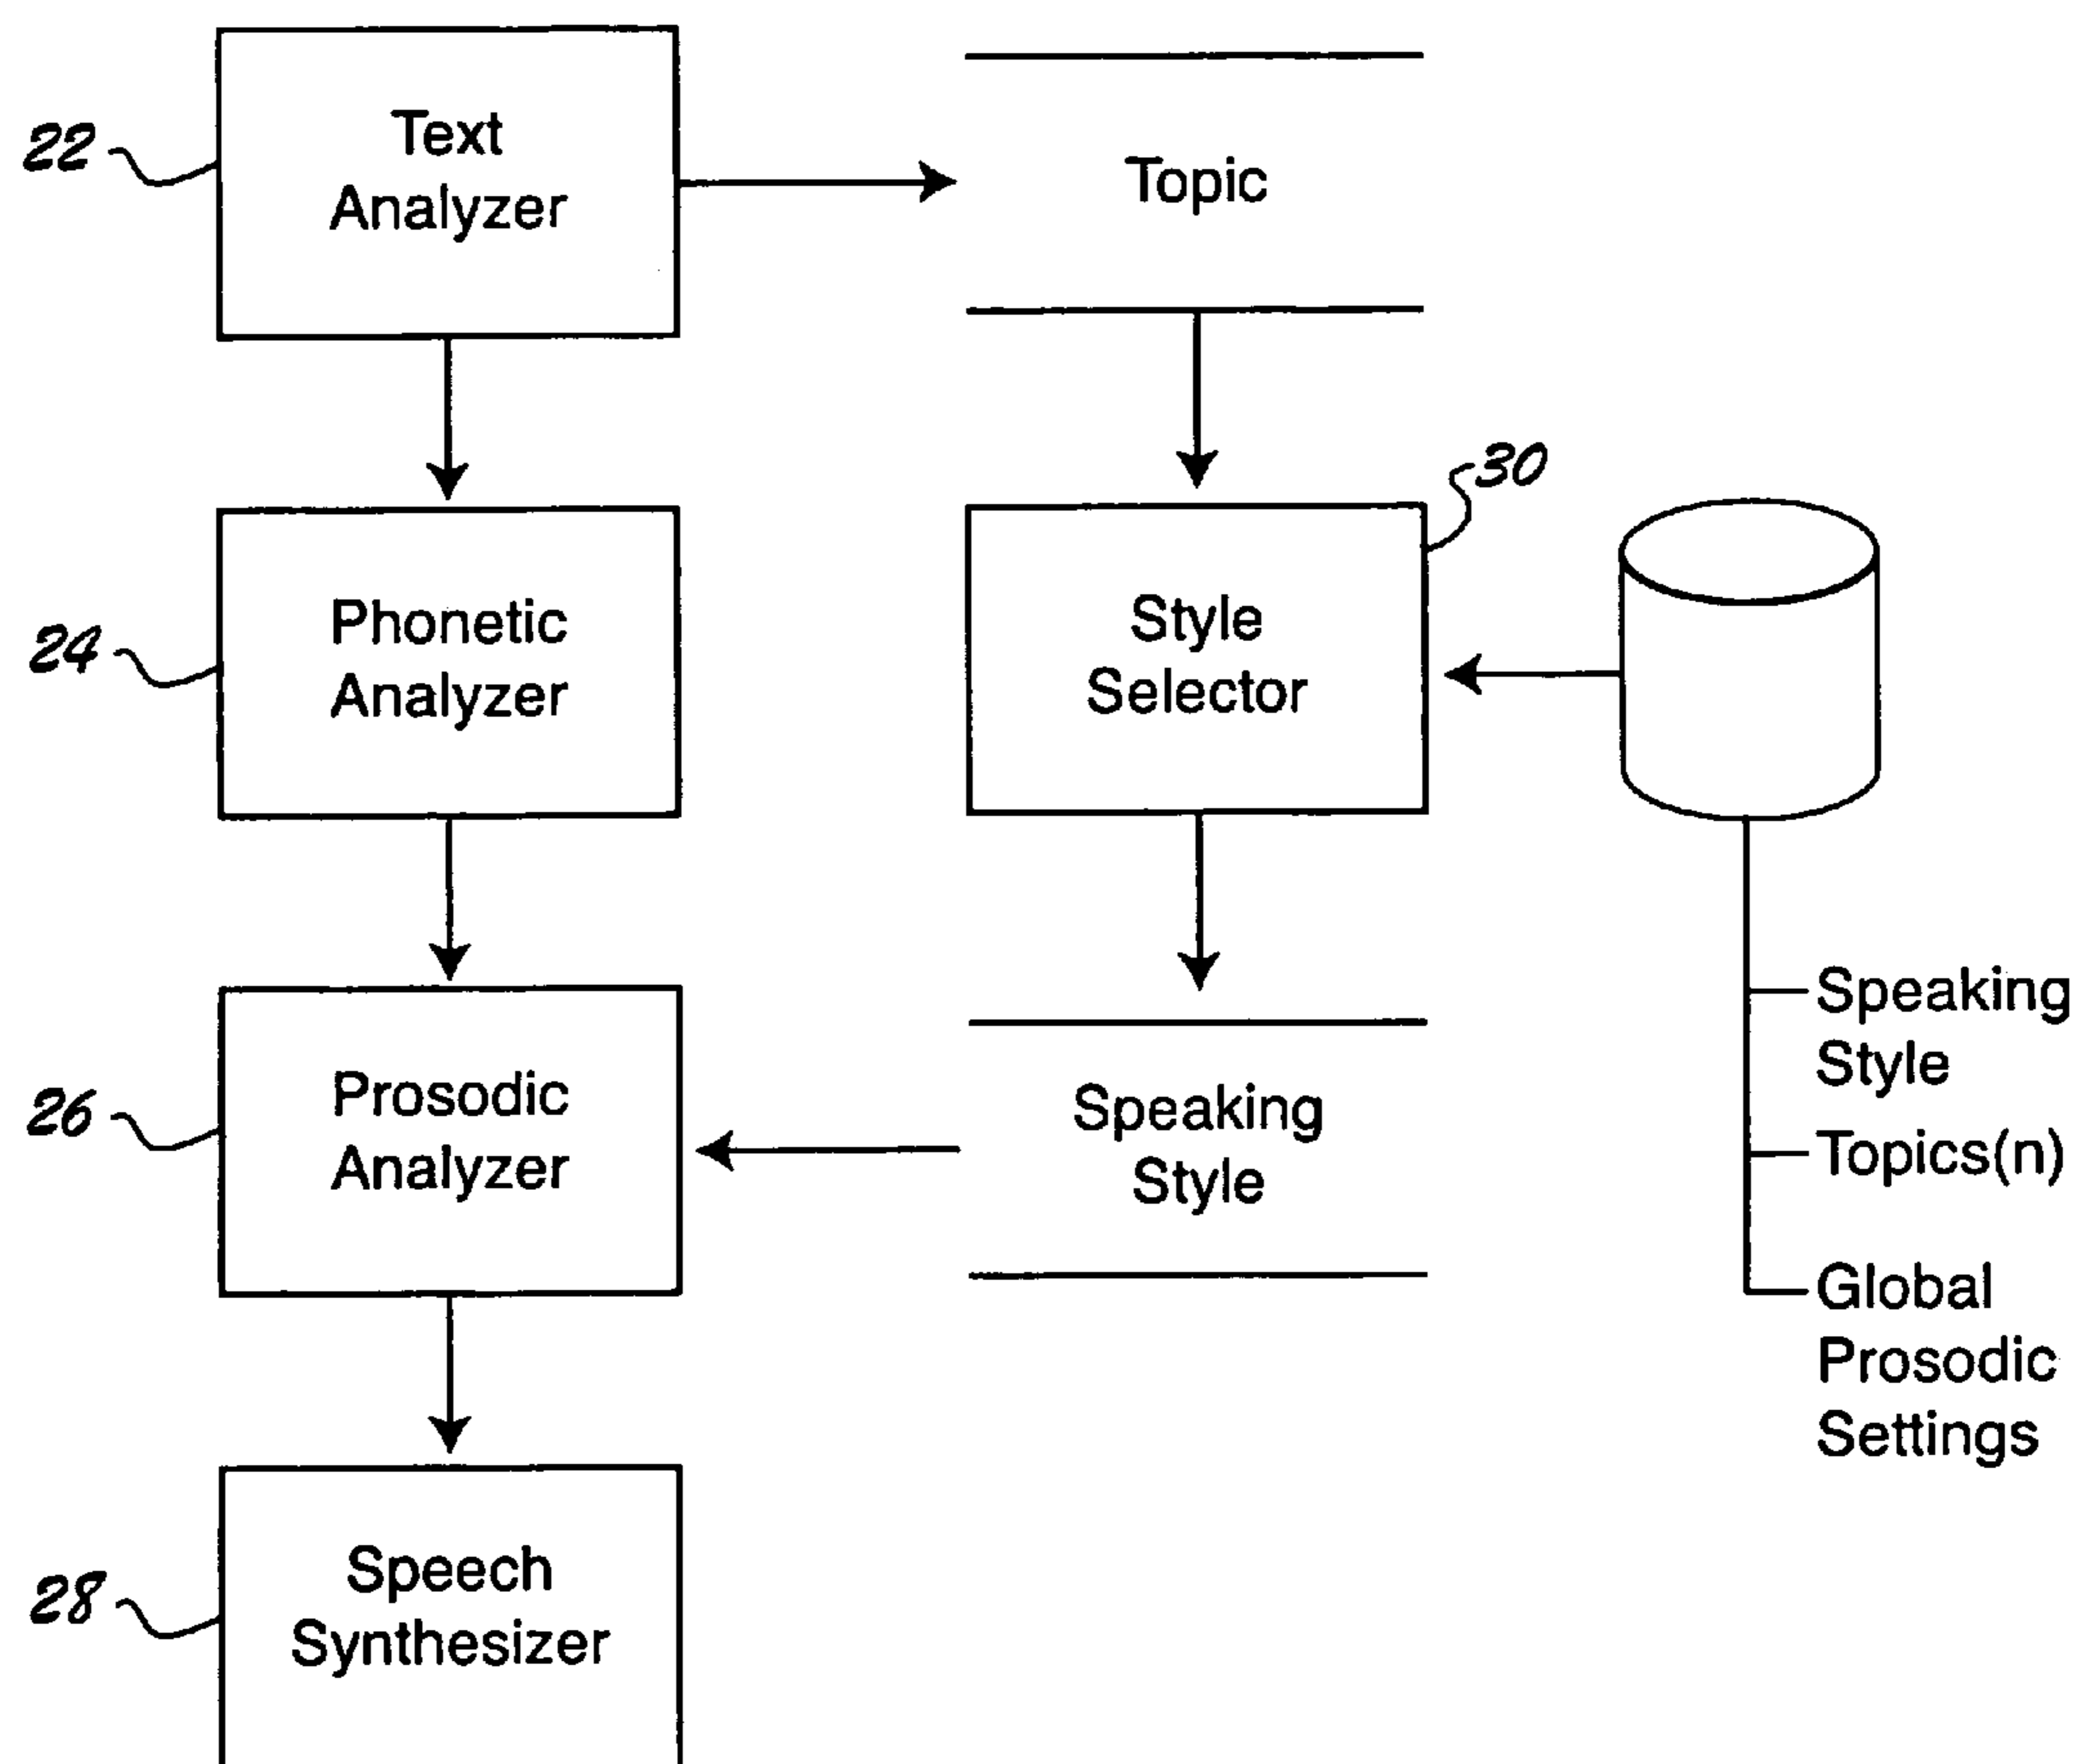 22
Text
Analyzer
Topic
24
Phonetic
Analyzer
30
Style
Selector
26
Prosodic
Analyzer
Speaking
Style
Speaking
Style
Topics(n)
Global
Prosodic
Settings
28
Speech
Synthesizer